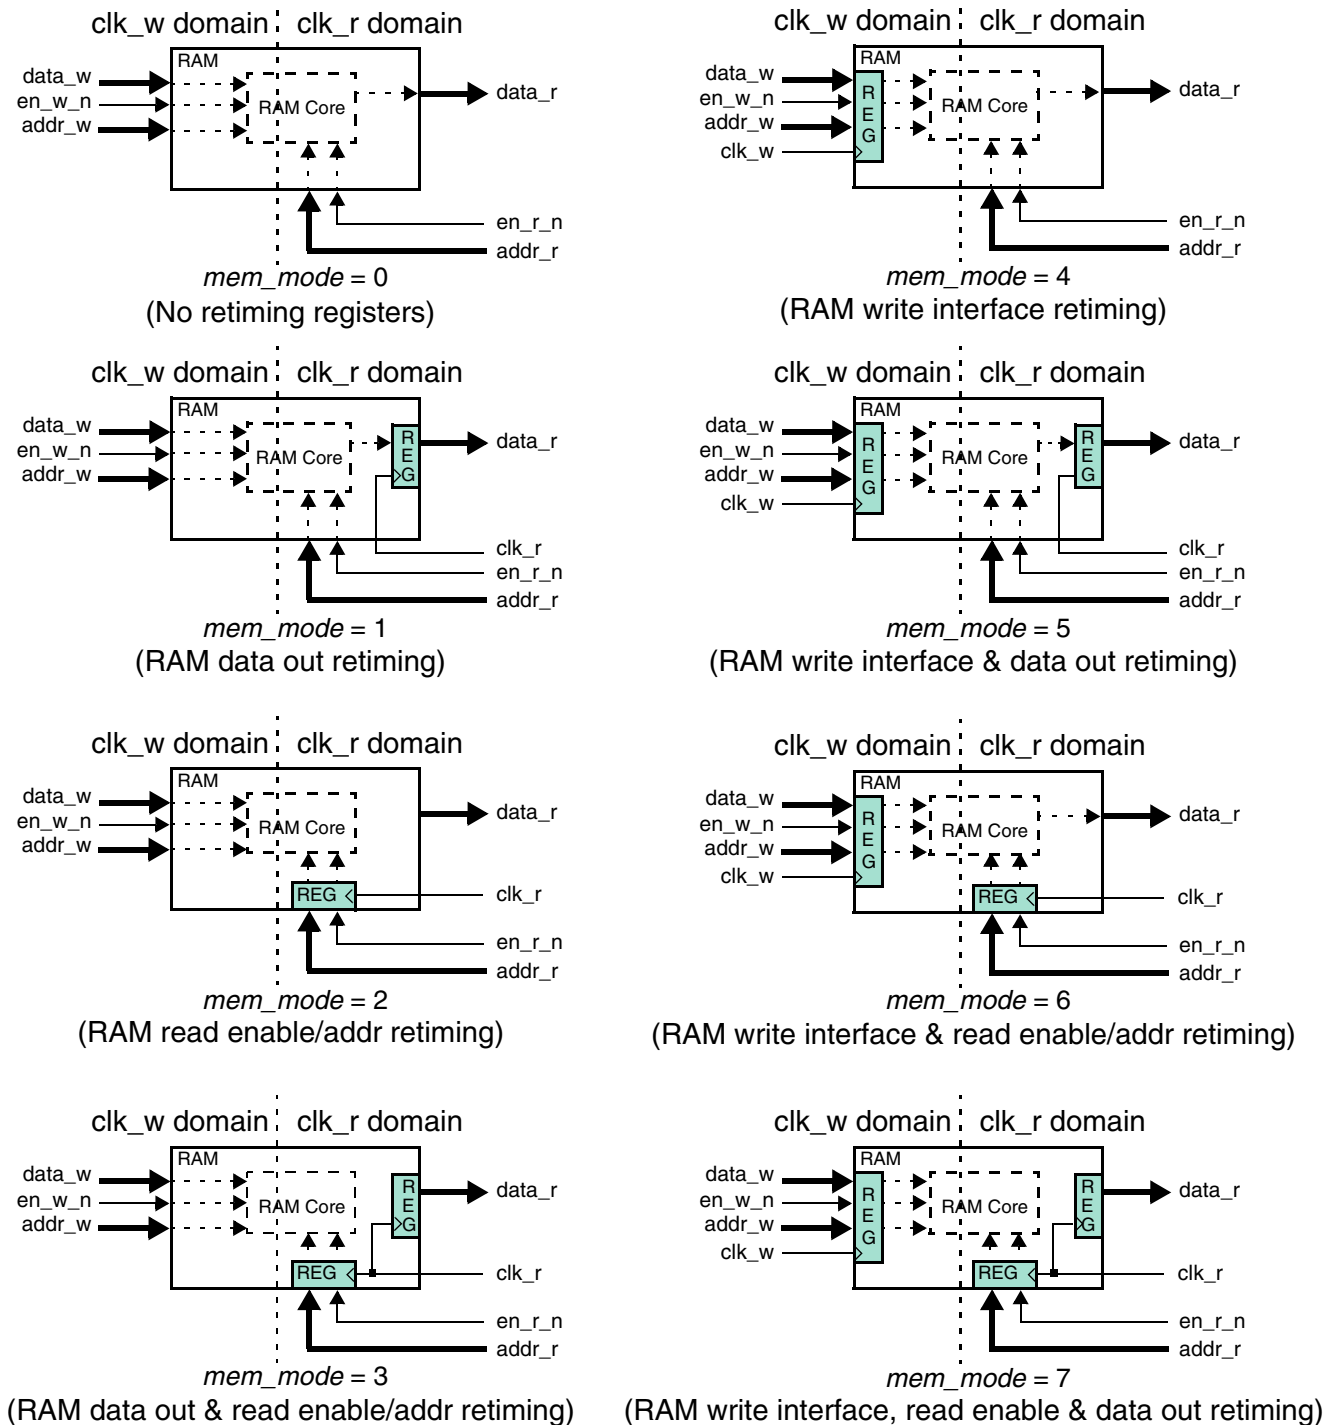 clk_w domain clk_r domain
RAM
data_w
en_w_n
addr_w
RAM Core
data_r
en_r_n
addr_r
mem_mode = 0
(No retiming registers)
clk_w domain clk_r domain
RAM
data_w
en_w_n
addr_w
clk_w
REG
RAM Core
data_r
en_r_n
addr_r
mem_mode = 4
(RAM write interface retiming)
clk_w domain clk_r domain
RAM
data_w
en_w_n
addr_w
RAM Core
REG
data_r
clk_r
en_r_n
addr_r
mem_mode = 1
(RAM data out retiming)
clk_w domain clk_r domain
RAM
data_w
en_w_n
addr_w
clk_w
REG
RAM Core
REG
data_r
clk_r
en_r_n
addr_r
mem_mode = 5
(RAM write interface & data out retiming)
clk_w domain clk_r domain
RAM
data_w
en_w_n
addr_w
RAM Core
data_r
REG
clk_r
en_r_n
addr_r
mem_mode = 2
(RAM read enable/addr retiming)
clk_w domain clk_r domain
RAM
data_w
en_w_n
addr_w
clk_w
REG
RAM Core
data_r
REG
clk_r
en_r_n
addr_r
mem_mode = 6
(RAM write interface & read enable/addr retiming)
clk_w domain clk_r domain
RAM
data_w
en_w_n
addr_w
RAM Core
REG
data_r
REG
clk_r
en_r_n
addr_r
mem_mode = 3
(RAM data out & read enable/addr retiming)
clk_w domain clk_r domain
RAM
data_w
en_w_n
addr_w
clk_w
REG
RAM Core
REG
data_r
REG
clk_r
en_r_n
addr_r
mem_mode = 7
(RAM write interface, read enable & data out retiming)